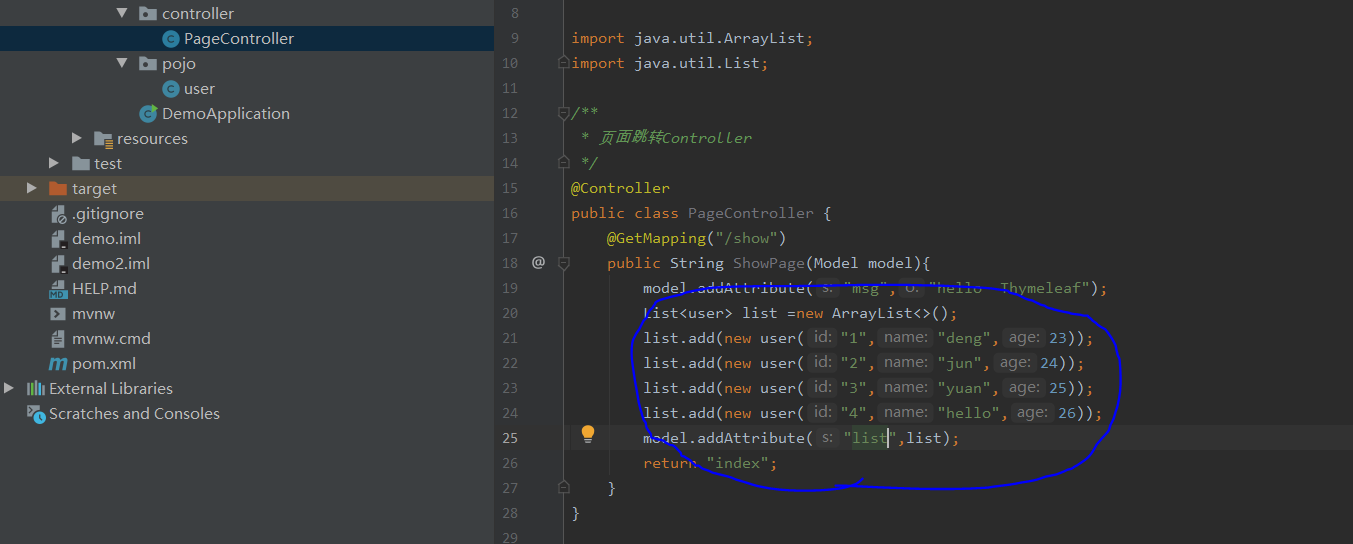 controller
PageController
pojo
user
DemoApplication
resources
test
target
.gitignore
demo.iml
demo2.iml
HELP.md
mvnw
mvnw.cmd
pom.xml
External Libraries
Scratches and Consoles
8
9 import java.util.ArrayList;
10 import java.util.List;
11
12 /**
13 * 页面跳转Controller
14 */
15 @Controller
16 public class PageController {
17 @GetMapping("/show")
18 @ public String ShowPage(Model model){
19 model.addAttribute( s: "msg", o: "hello Thymeleaf");
20 List<user> list =new ArrayList<>();
21 list.add(new user( id: "1", name: "deng", age: 23));
22 list.add(new user( id: "2", name: "jun", age: 24));
23 list.add(new user( id: "3", name: "yuan", age: 25));
24 list.add(new user( id: "4", name: "hello", age: 26));
25 model.addAttribute( s: "list",list);
26 return "index";
27 }
28 }
29